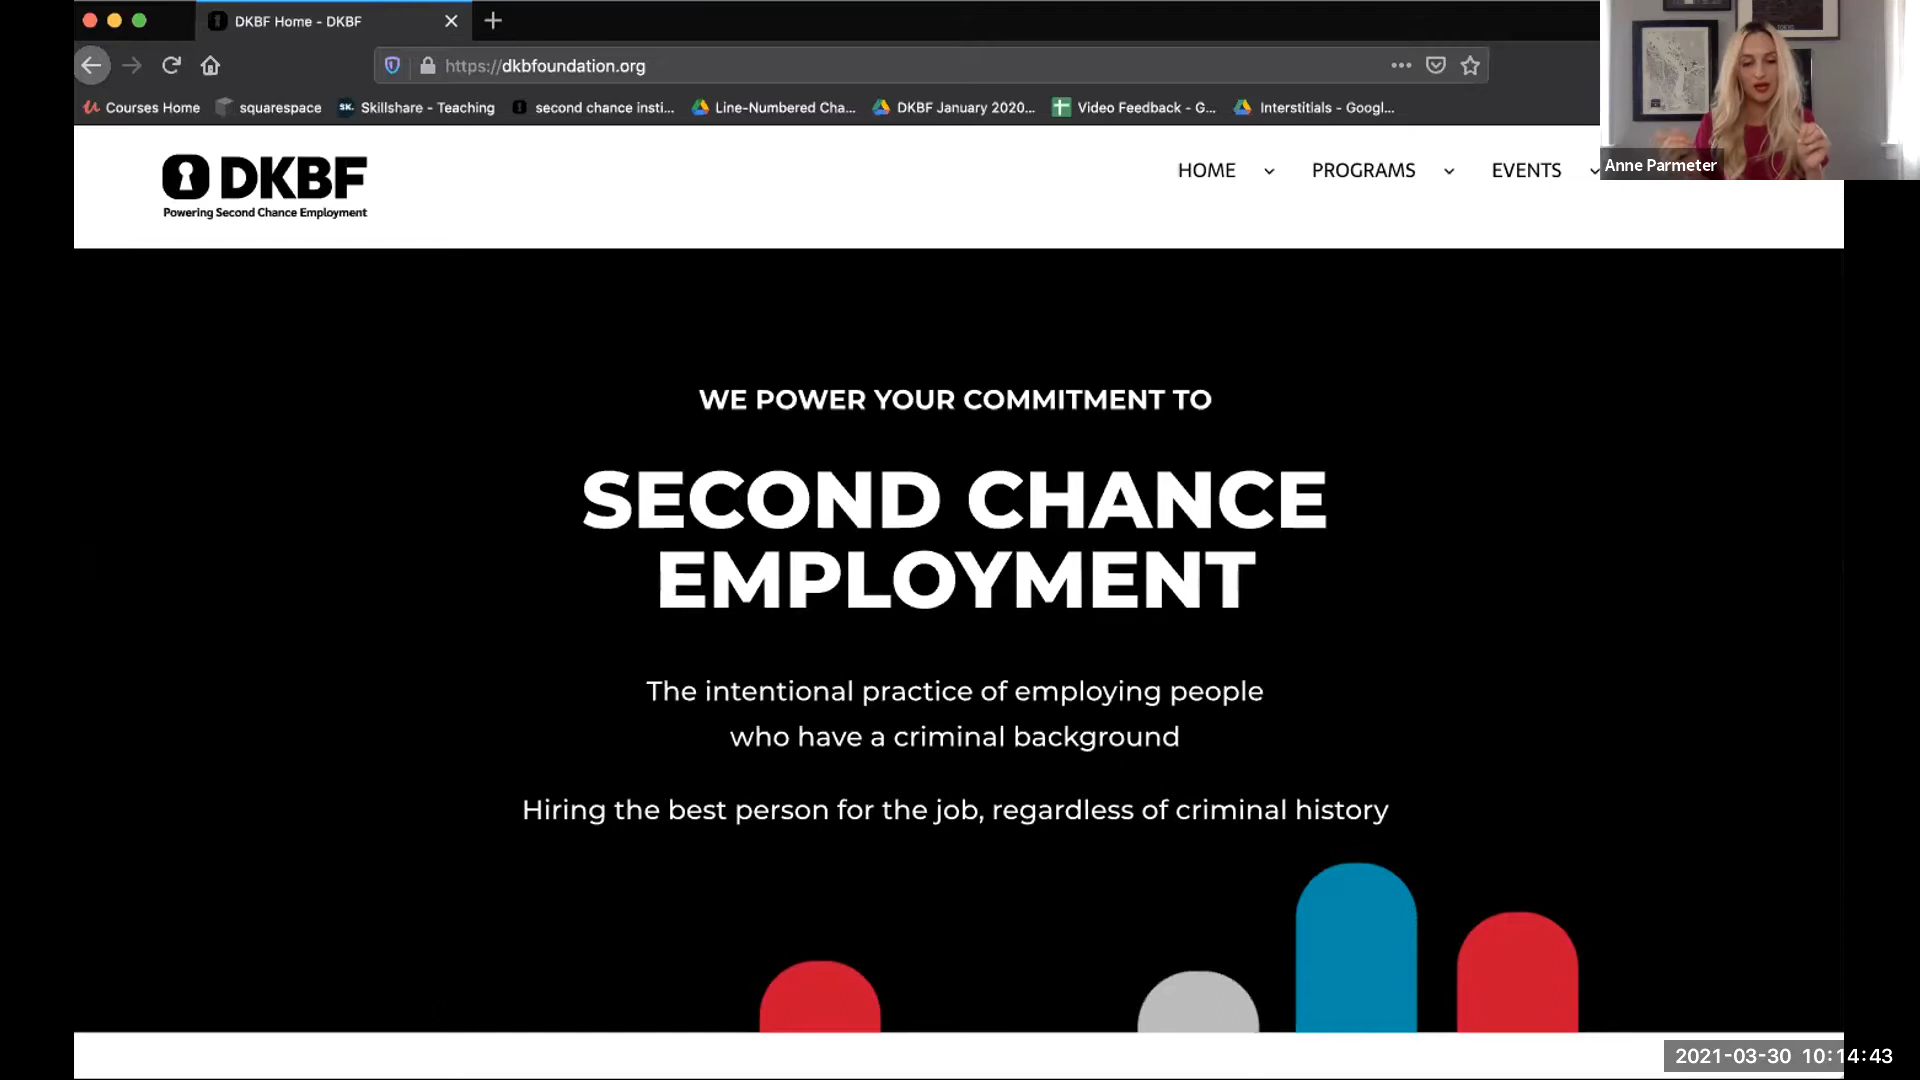 DKBF Home - DKBF
https://dkbfoundation.org
Courses Home
squarespace
SK.
Skillshare - Teaching
second chance insti...
Line-Numbered Cha...
DKBF January 2020...
Video Feedback - G...
Interstitials - Googl...
Anne Parmeter
DKBF
Powering Second Chance Employment
HOME
PROGRAMS
EVENTS
WE POWER YOUR COMMITMENT TO
SECOND CHANCE
EMPLOYMENT
The intentional practice of employing people
who have a criminal background
Hiring the best person for the job, regardless of criminal history
2021-03-30 10:14:43